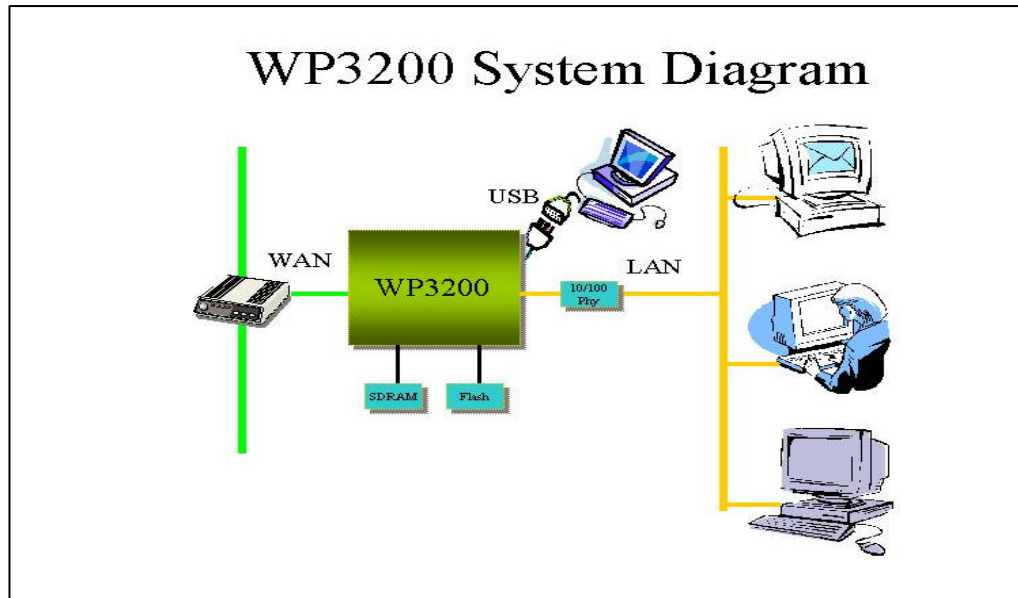 WP3200 System Diagram
USB
WAN
WP3200
10/100
Phy
LAN
SDRAM
Flash